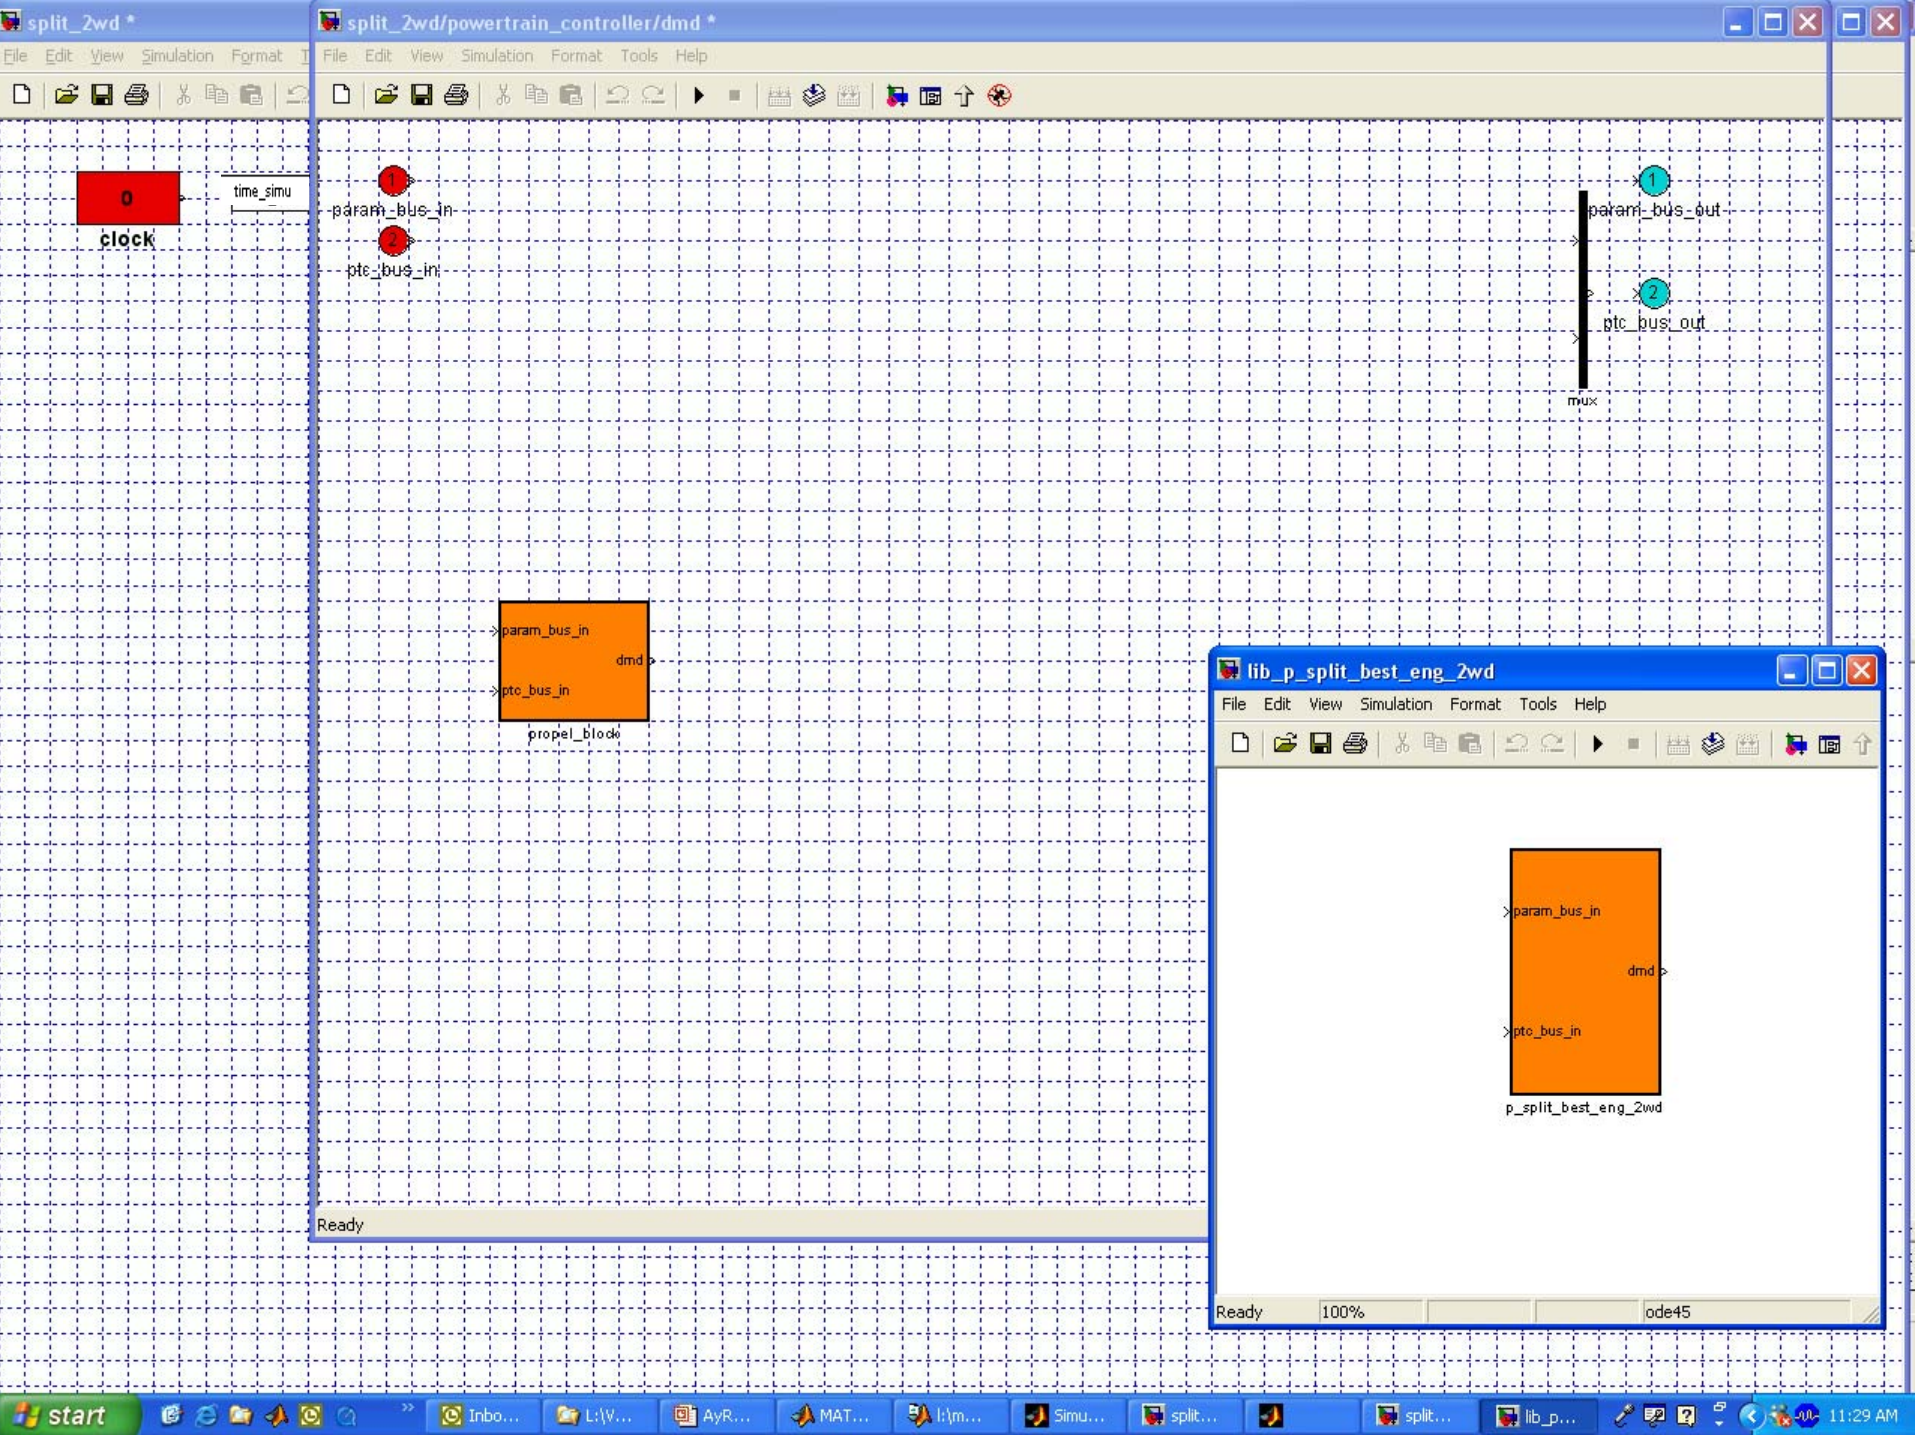 split_2wd *
File Edit View Simulation Format T
0
clock
time_simu
split_2wd/powertrain_controller/dmd *
File Edit View Simulation Format Tools Help
1
param_bus_in
2
ptc_bus_in
1
param_bus_out
2
ptc_bus_out
mux
param_bus_in
dmd
ptc_bus_in
propel_block
Ready
lib_p_split_best_eng_2wd
File Edit View Simulation Format Tools Help
param_bus_in
dmd
ptc_bus_in
p_split_best_eng_2wd
Ready 100% ode45
start Inbo... L:\V... AyR... MAT... I:\m... Simu... split... split... lib_p... 11:29 AM